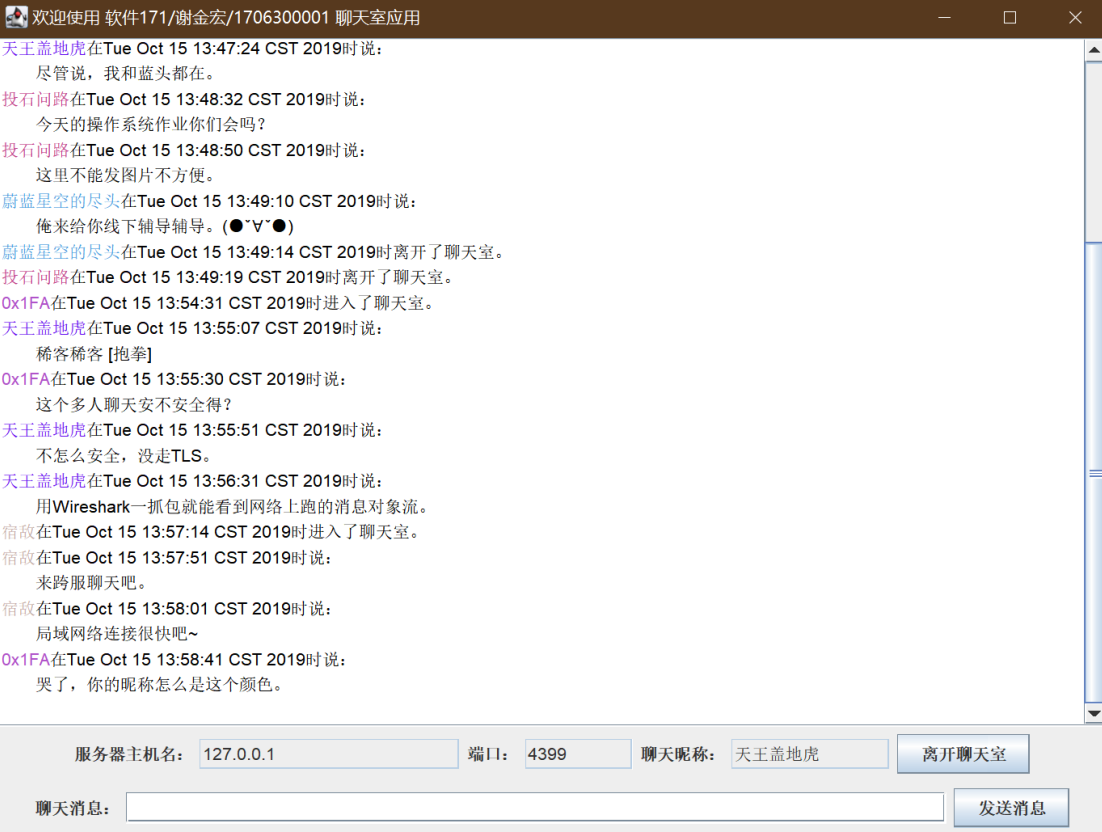 欢迎使用 软件171/谢金宏/1706300001 聊天室应用
天王盖地虎在Tue Oct 15 13:47:24 CST 2019时说：
尽管说，我和蓝头都在。
投石问路在Tue Oct 15 13:48:32 CST 2019时说：
今天的操作系统作业你们会吗？
投石问路在Tue Oct 15 13:48:50 CST 2019时说：
这里不能发图片不方便。
蔚蓝星空的尽头在Tue Oct 15 13:49:10 CST 2019时说：
俺来给你线下辅导辅导。(●ˇ∀ˇ●)
蔚蓝星空的尽头在Tue Oct 15 13:49:14 CST 2019时离开了聊天室。
投石问路在Tue Oct 15 13:49:19 CST 2019时离开了聊天室。
0x1FA在Tue Oct 15 13:54:31 CST 2019时进入了聊天室。
天王盖地虎在Tue Oct 15 13:55:07 CST 2019时说：
稀客稀客 [抱拳]
0x1FA在Tue Oct 15 13:55:30 CST 2019时说：
这个多人聊天安不安全得？
天王盖地虎在Tue Oct 15 13:55:51 CST 2019时说：
不怎么安全，没走TLS。
天王盖地虎在Tue Oct 15 13:56:31 CST 2019时说：
用Wireshark一抓包就能看到网络上跑的消息对象流。
宿敌在Tue Oct 15 13:57:14 CST 2019时进入了聊天室。
宿敌在Tue Oct 15 13:57:51 CST 2019时说：
来跨服聊天吧。
宿敌在Tue Oct 15 13:58:01 CST 2019时说：
局域网络连接很快吧~
0x1FA在Tue Oct 15 13:58:41 CST 2019时说：
哭了，你的昵称怎么是这个颜色。
服务器主机名： 127.0.0.1 端口： 4399 聊天昵称： 天王盖地虎 离开聊天室
聊天消息： 发送消息